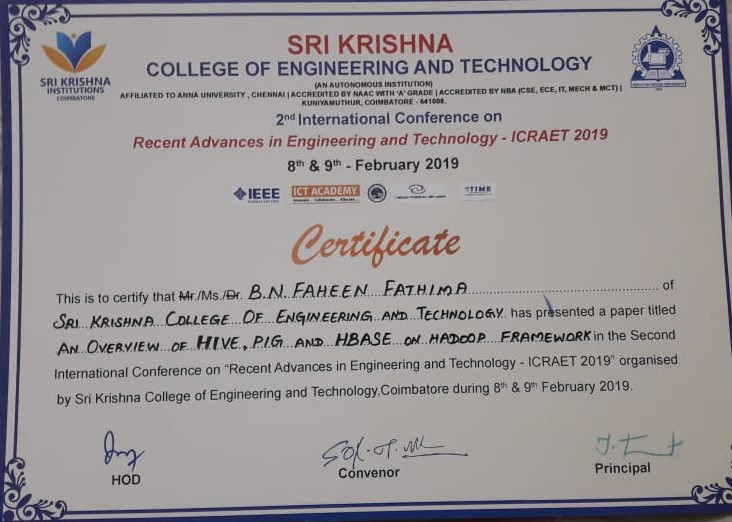 SRI KRISHNA
INSTITUTIONS
COIMBATORE
SRI KRISHNA
COLLEGE OF ENGINEERING AND TECHNOLOGY
(AN AUTONOMOUS INSTITUTION)
AFFILIATED TO ANNA UNIVERSITY , CHENNAI | ACCREDITED BY NAAC WITH 'A' GRADE | ACCREDITED BY NBA (CSE, ECE, IT, MECH & MCT) |
KUNIYAMUTHUR, COIMBATORE - 641008.
2nd International Conference on
Recent Advances in Engineering and Technology - ICRAET 2019
8th & 9th - February 2019
IEEE
ICT ACADEMY
TIME
Certificate
This is to certify that Mr./Ms./Dr. B.N. FAHEEN FATHIMA of
SRI KRISHNA COLLEGE OF ENGINEERING AND TECHNOLOGY has presented a paper titled
AN OVERVIEW OF HIVE, PIG AND HBASE ON HADOOP FRAMEWORK in the Second
International Conference on “Recent Advances in Engineering and Technology - ICRAET 2019” organised
by Sri Krishna College of Engineering and Technology,Coimbatore during 8th & 9th February 2019.
HOD
Convenor
Principal